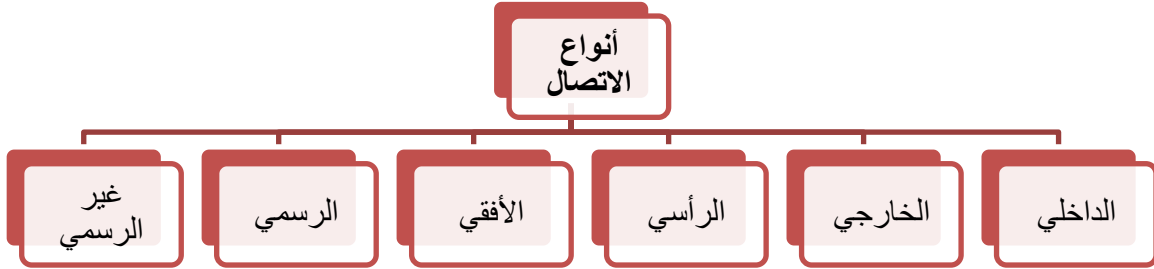 أنواع
الاتصال
الداخلي
الخارجي
الرأسي
الأفقي
الرسمي
غير
الرسمي